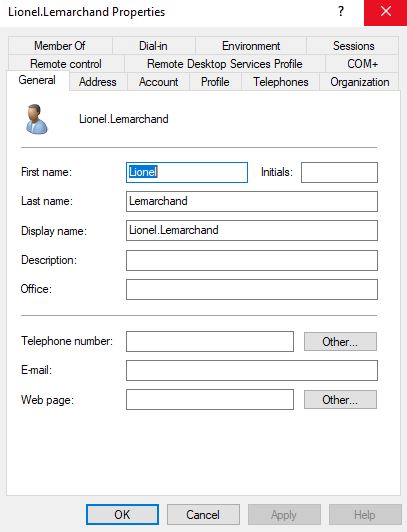 Lionel.Lemarchand Properties ?
Member Of Dial-in Environment Sessions
Remote control Remote Desktop Services Profile COM+
General Address Account Profile Telephones Organization
Lionel.Lemarchand
First name: Lionel Initials:
Last name: Lemarchand
Display name: Lionel.Lemarchand
Description:
Office:
Telephone number: Other...
E-mail:
Web page: Other...
OK Cancel Apply Help